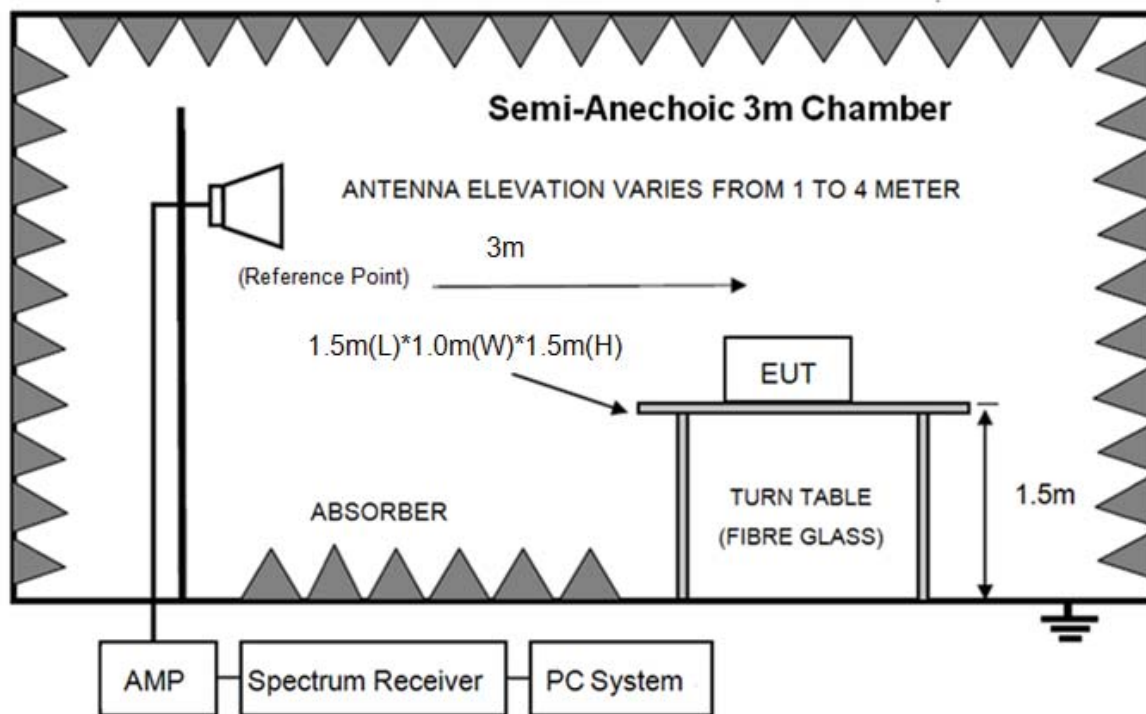 Semi-Anechoic 3m Chamber
ANTENNA ELEVATION VARIES FROM 1 TO 4 METER
3m
(Reference Point)
1.5m(L)*1.0m(W)*1.5m(H)
EUT
ABSORBER
TURN TABLE
(FIBRE GLASS)
1.5m
AMP
Spectrum Receiver
PC System